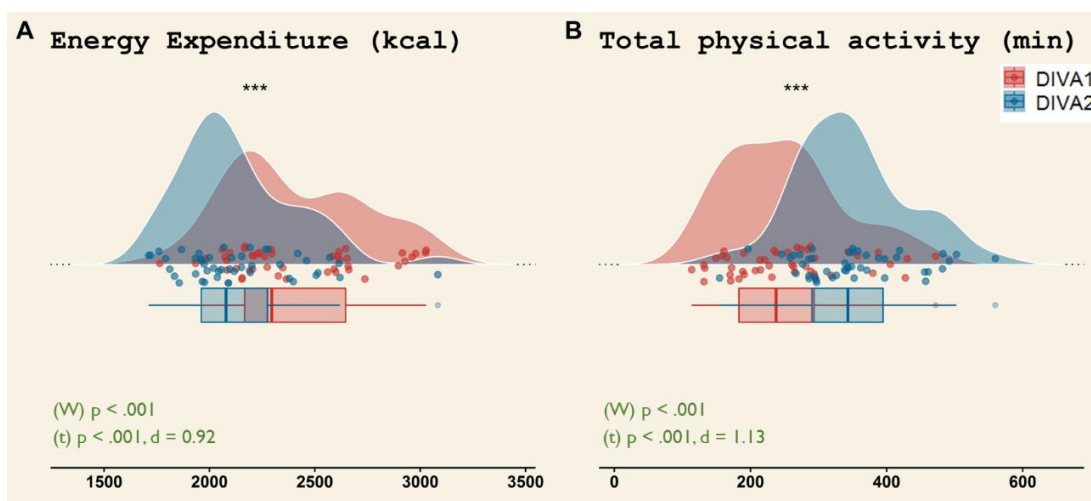 A Energy Expenditure (kcal)
***
(W) p < .001
(t) p < .001, d = 0.92
1500 2000 2500 3000 3500
B Total physical activity (min)
***
DIVA1
DIVA2
(W) p < .001
(t) p < .001, d = 1.13
0 200 400 600